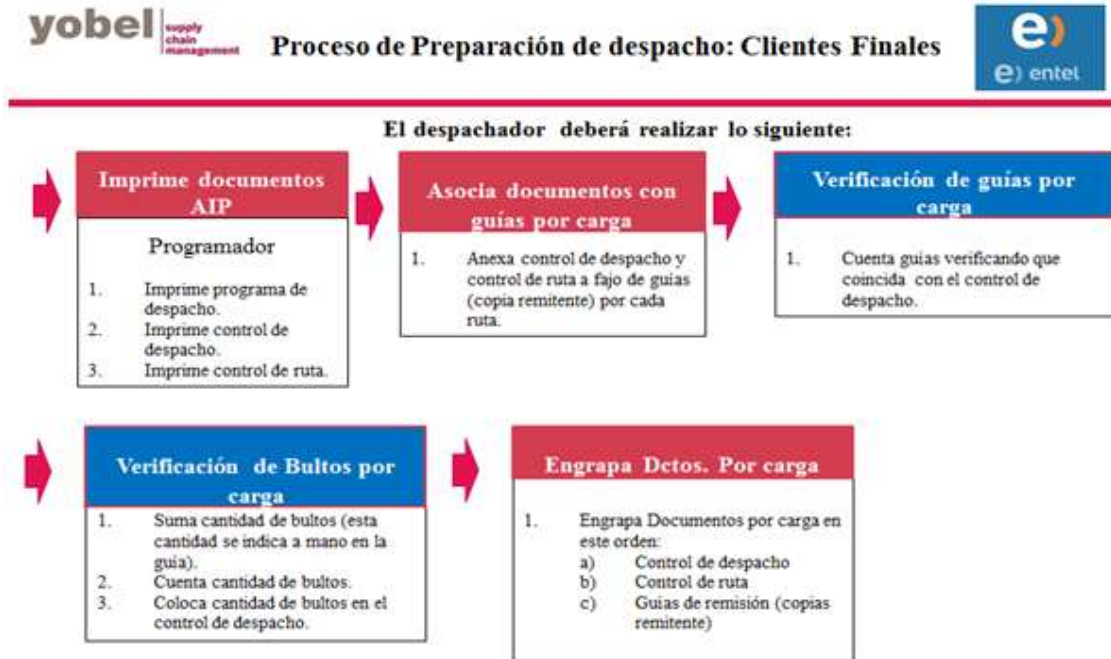 yobel supply
chain
management
Proceso de Preparación de despacho: Clientes Finales
e)
e) entel
El despachador deberá realizar lo siguiente:
Imprime documentos
AIP
Programador
1. Imprime programa de
despacho.
2. Imprime control de
despacho.
3. Imprime control de ruta.
Asocia documentos con
guías por carga
1. Anexa control de despacho y
control de ruta a fajo de guías
(copia remitente) por cada
ruta.
Verificación de guías por
carga
1. Cuenta guías verificando que
coincida con el control de
despacho.
Verificación de Bultos por
carga
1. Suma cantidad de bultos (esta
cantidad se indica a mano en la
guía).
2. Cuenta cantidad de bultos.
3. Coloca cantidad de bultos en el
control de despacho.
Engrapa Dctos. Por carga
1. Engrapa Documentos por carga en
este orden:
a) Control de despacho
b) Control de ruta
c) Guías de remisión (copias
remitente)